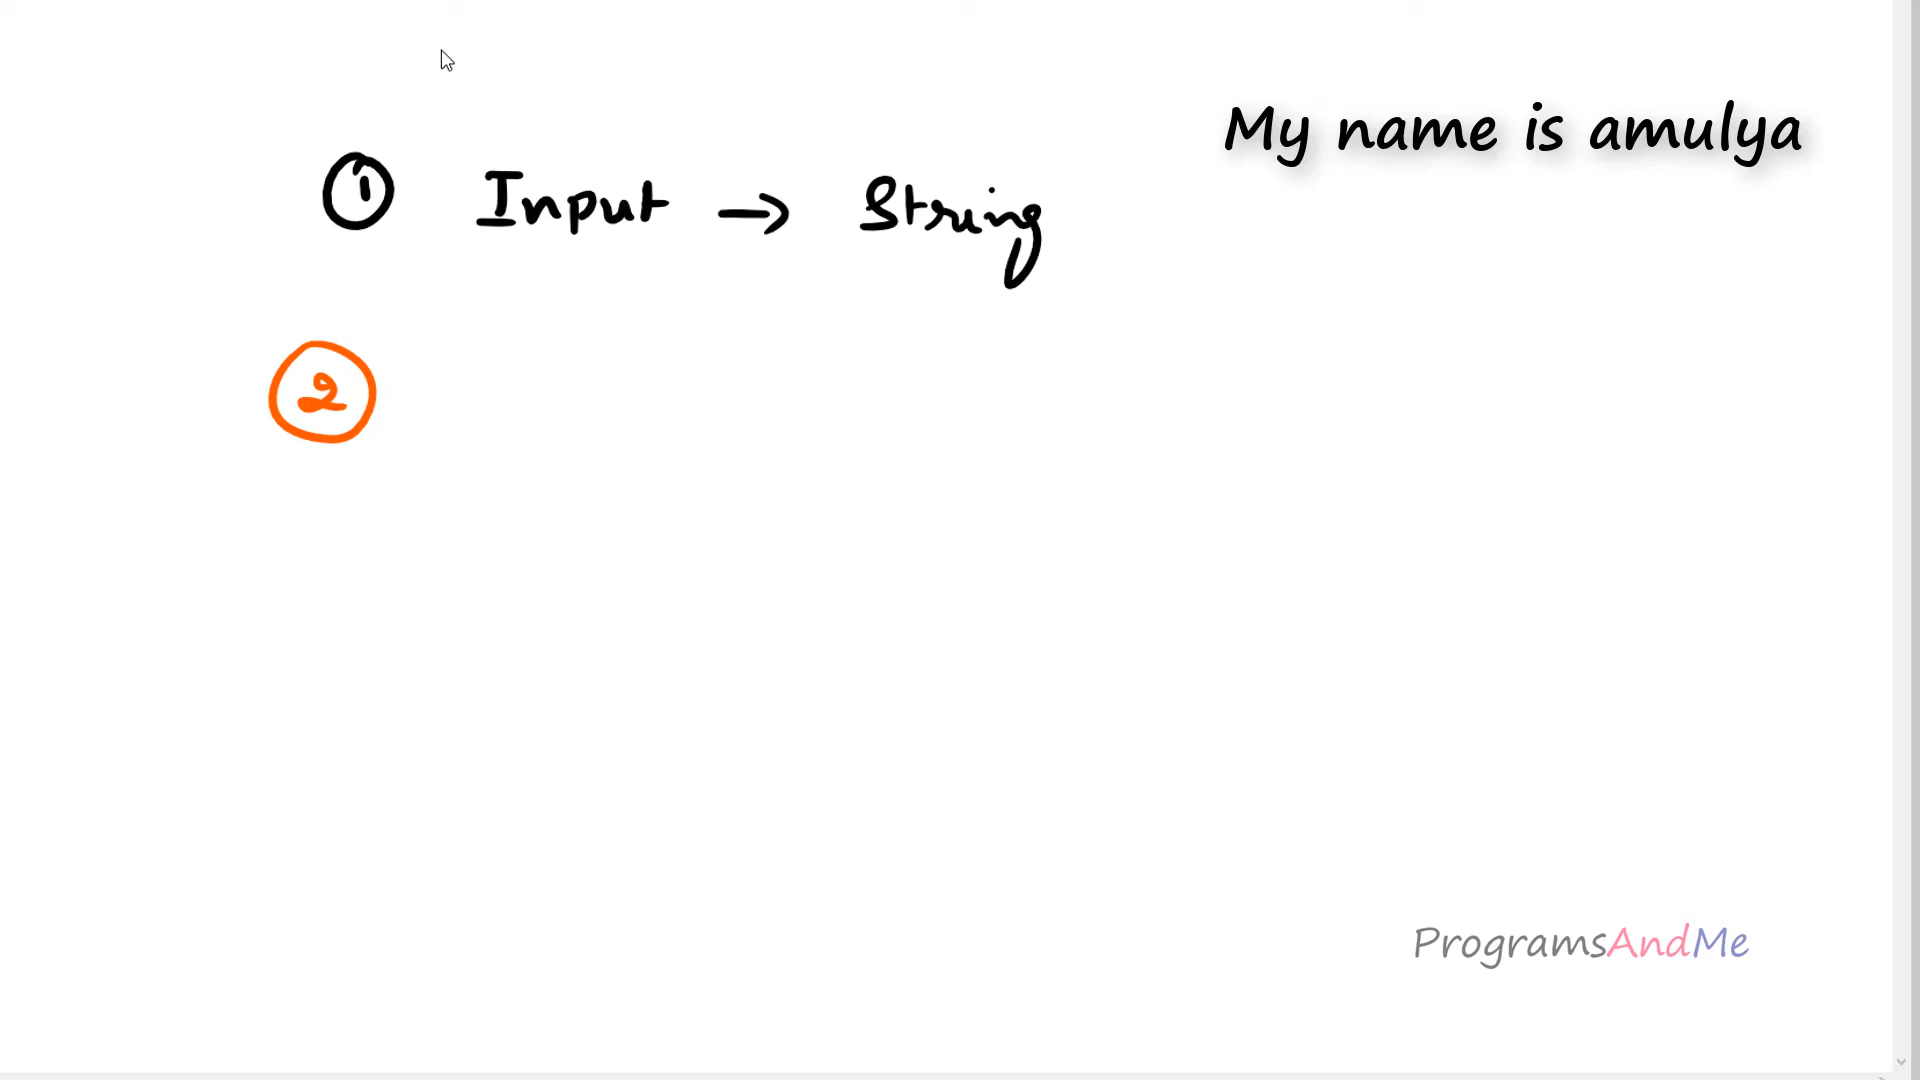 My name is amulya
① Input → String
②
ProgramsAndMe